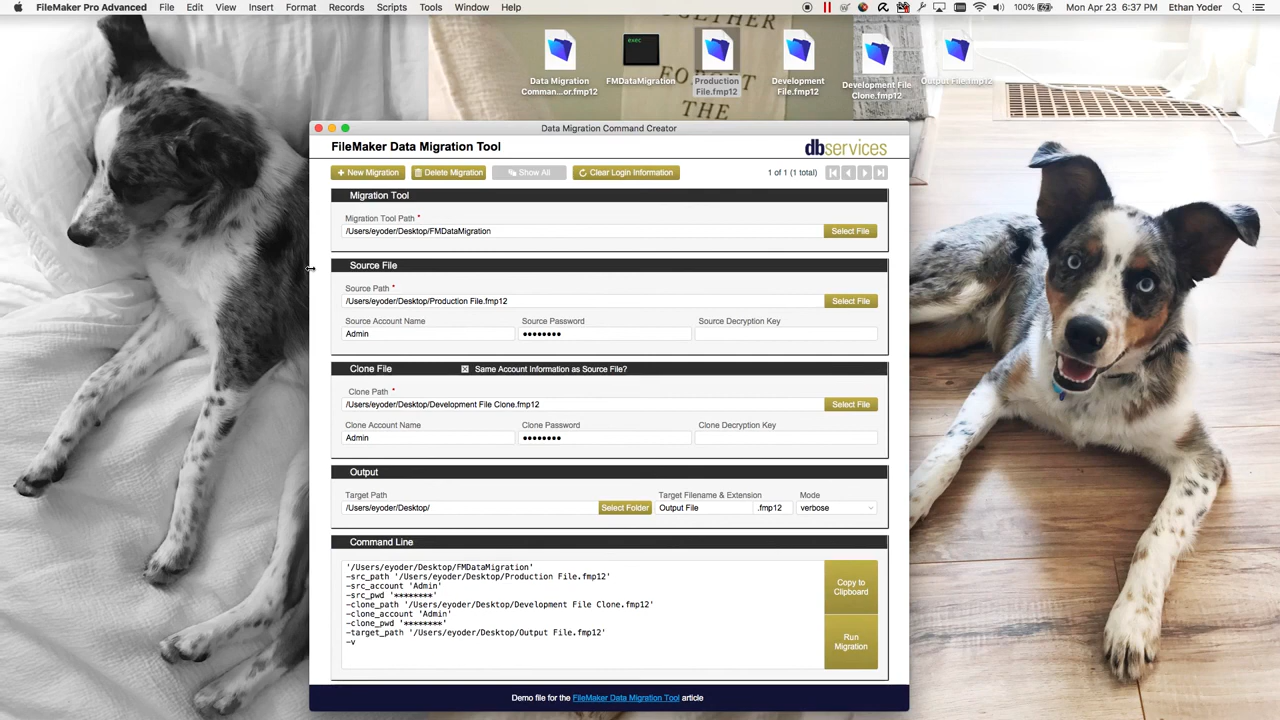 FileMaker Pro Advanced File Edit View Insert Format Records Scripts Tools Window Help 100% Mon Apr 23 6:37 PM Ethan Yoder
TOGETHER
FOR
THE
exec
Data Migration
Comman...or.fmp12
FMDataMigration
Production
File.fmp12
Development
File.fmp12
Development File
Clone.fmp12
Output File.fmp12
Data Migration Command Creator
FileMaker Data Migration Tool
dbservices
New Migration Delete Migration Show All Clear Login Information 1 of 1 (1 total)
Migration Tool
Migration Tool Path *
/Users/eyoder/Desktop/FMDataMigration Select File
Source File
Source Path *
/Users/eyoder/Desktop/Production File.fmp12 Select File
Source Account Name Source Password Source Decryption Key
Admin ●●●●●●●●
Clone File Same Account Information as Source File?
Clone Path *
/Users/eyoder/Desktop/Development File Clone.fmp12 Select File
Clone Account Name Clone Password Clone Decryption Key
Admin ●●●●●●●●
Output
Target Path Target Filename & Extension Mode
/Users/eyoder/Desktop/ Select Folder Output File .fmp12 verbose
Command Line
'/Users/eyoder/Desktop/FMDataMigration'
-src_path '/Users/eyoder/Desktop/Production File.fmp12'
-src_account 'Admin'
-src_pwd '********'
-clone_path '/Users/eyoder/Desktop/Development File Clone.fmp12'
-clone_account 'Admin'
-clone_pwd '********'
-target_path '/Users/eyoder/Desktop/Output File.fmp12'
-v
Copy to
Clipboard
Run
Migration
Demo file for the FileMaker Data Migration Tool article